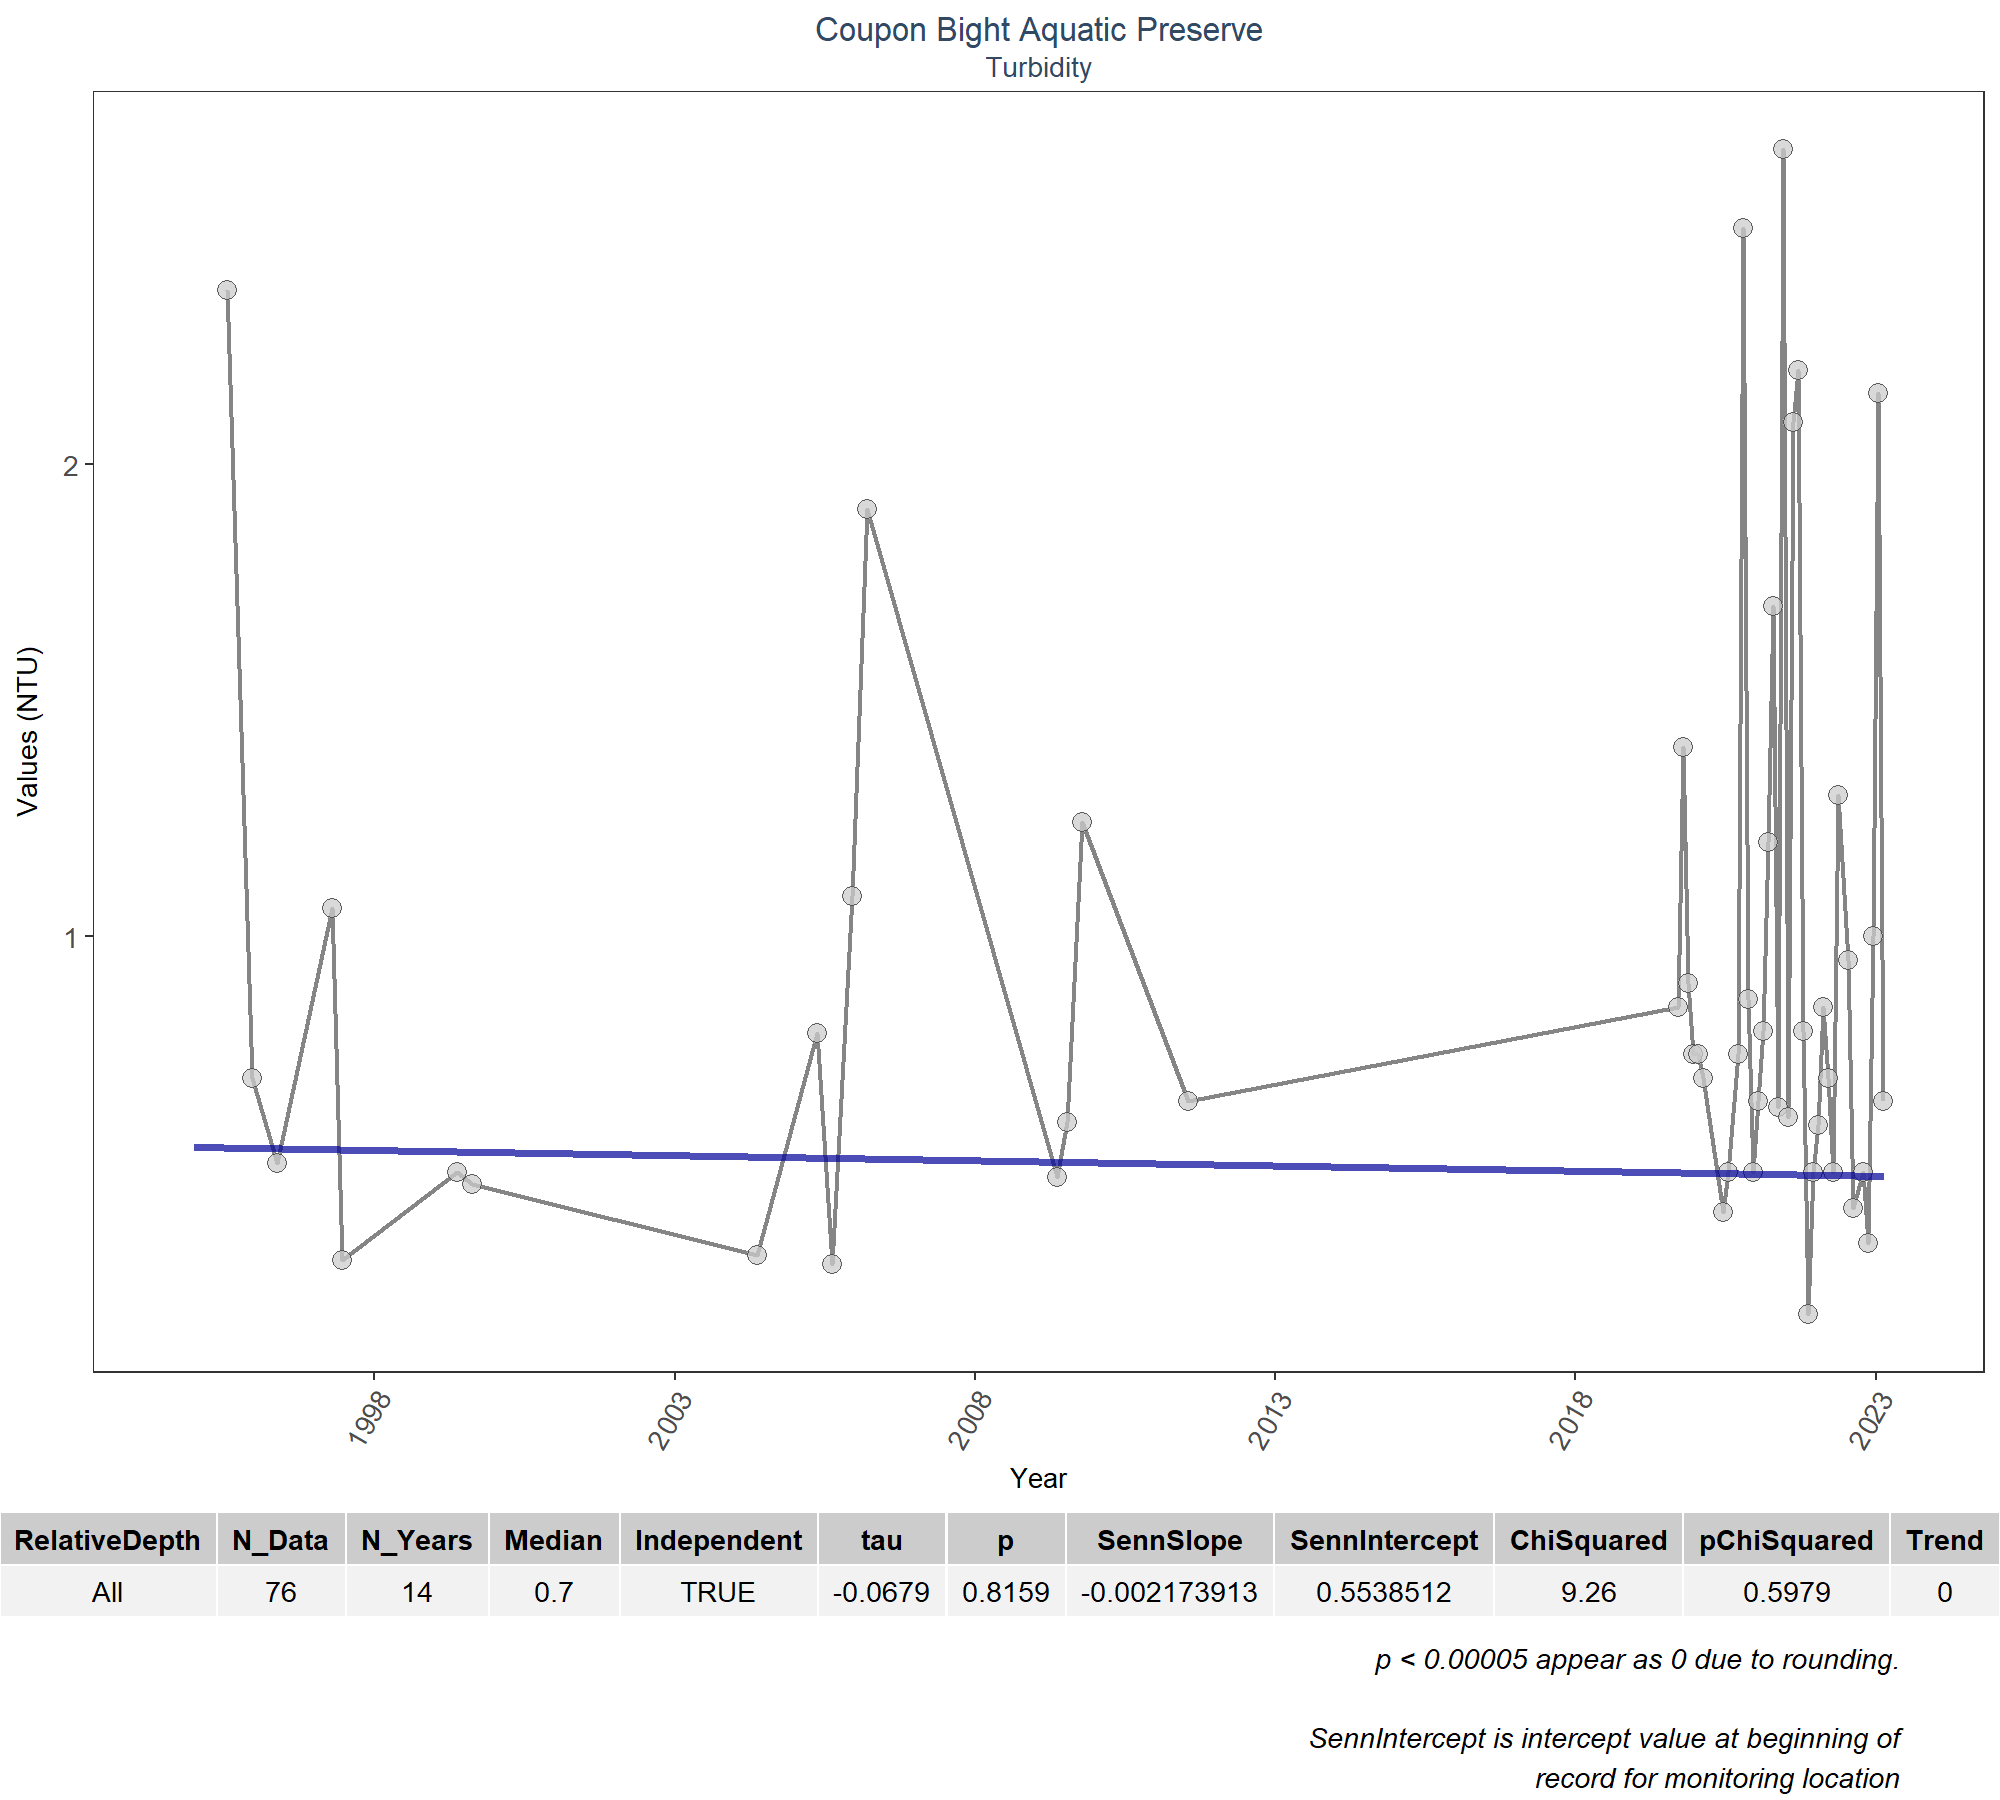 Coupon Bight Aquatic Preserve
Turbidity
Values (NTU)
2
1
1998
2003
2008
2013
2018
2023
Year
RelativeDepth N_Data N_Years Median Independent tau p SennSlope SennIntercept ChiSquared pChiSquared Trend
All 76 14 0.7 TRUE -0.0679 0.8159 -0.002173913 0.5538512 9.26 0.5979 0
p < 0.00005 appear as 0 due to rounding.
SennIntercept is intercept value at beginning of
record for monitoring location